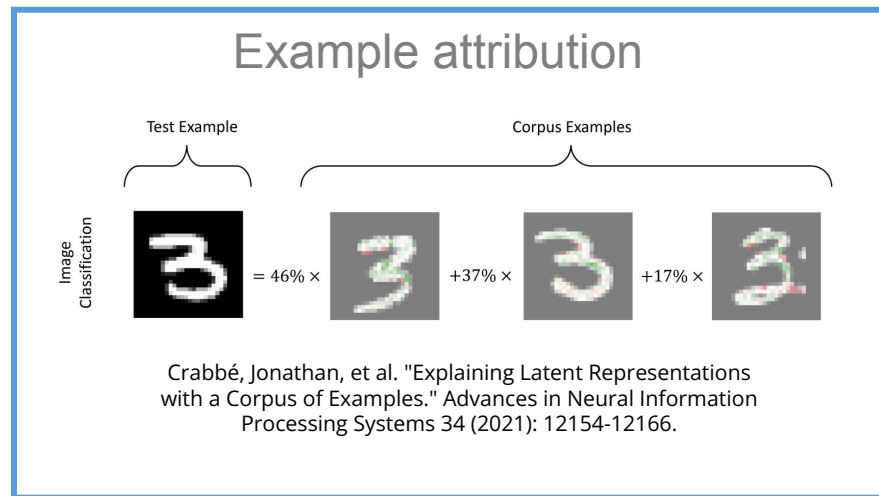 Example attribution
Test Example
Corpus Examples
Image
Classification
= 46% ×
+37% ×
+17% ×
Crabbé, Jonathan, et al. "Explaining Latent Representations
with a Corpus of Examples." Advances in Neural Information
Processing Systems 34 (2021): 12154-12166.